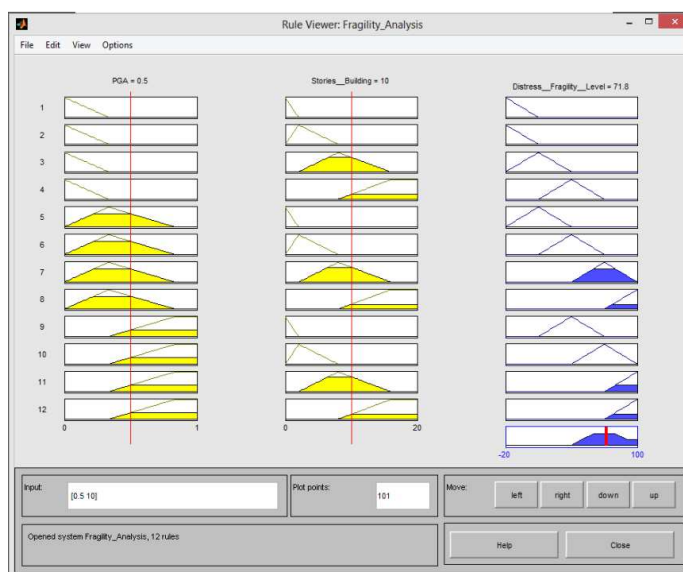 Rule Viewer: Fragility_Analysis
File Edit View Options
PGA = 0.5
Stories_Building = 10
Distress__Fragility__Level = 71.8
1
2
3
4
5
6
7
8
9
10
11
12
0 1
0 20
-20 100
Input:
[0.5 10]
Plot points:
101
Move:
left right down up
Opened system Fragility_Analysis, 12 rules
Help Close